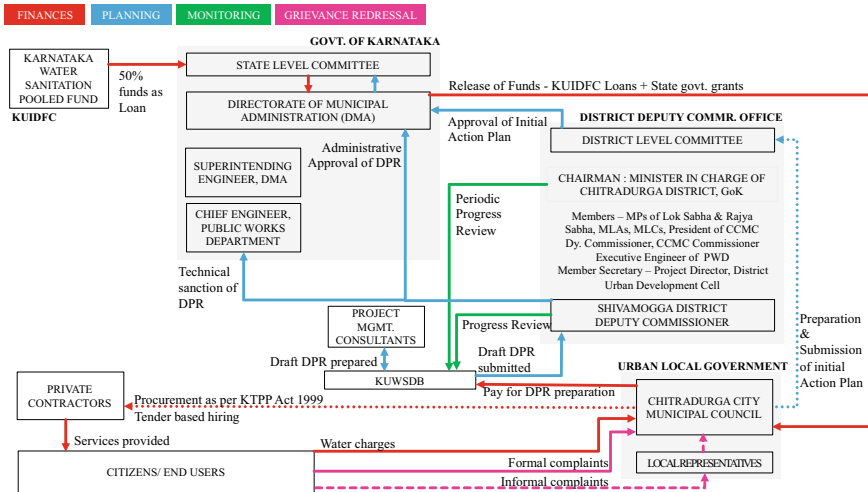 FINANCES
PLANNING
MONITORING
GRIEVANCE REDRESSAL
GOVT. OF KARNATAKA
KARNATAKA
WATER
SANITATION
POOLED FUND
KUIDFC
50%
funds as
Loan
STATE LEVEL COMMITTEE
DIRECTORATE OF MUNICIPAL
ADMINISTRATION (DMA)
Release of Funds - KUIDFC Loans + State govt. grants
Approval of Initial
Action Plan
DISTRICT DEPUTY COMMR. OFFICE
DISTRICT LEVEL COMMITTEE
Administrative
Approval of DPR
SUPERINTENDING
ENGINEER, DMA
CHIEF ENGINEER,
PUBLIC WORKS
DEPARTMENT
CHAIRMAN : MINISTER IN CHARGE OF
CHITRADURGA DISTRICT, GoK
Periodic
Progress
Review
Members – MPs of Lok Sabha & Rajya
Sabha, MLAs, MLCs, President of CCMC
Dy. Commissioner, CCMC Commissioner
Executive Engineer of PWD
Member Secretary – Project Director, District
Urban Development Cell
Technical
sanction of
DPR
SHIVAMOGGA DISTRICT
DEPUTY COMMISSIONER
PROJECT
MGMT.
CONSULTANTS
Progress Review
Preparation
&
Submission
of initial
Action Plan
Draft DPR prepared
Draft DPR
submitted
KUWSDB
URBAN LOCAL GOVERNMENT
Pay for DPR preparation
CHITRADURGA CITY
MUNICIPAL COUNCIL
PRIVATE
CONTRACTORS
Procurement as per KTPP Act 1999
Tender based hiring
Services provided
Water charges
CITIZENS/ END USERS
Formal complaints
LOCAL REPRESENTATIVES
Informal complaints